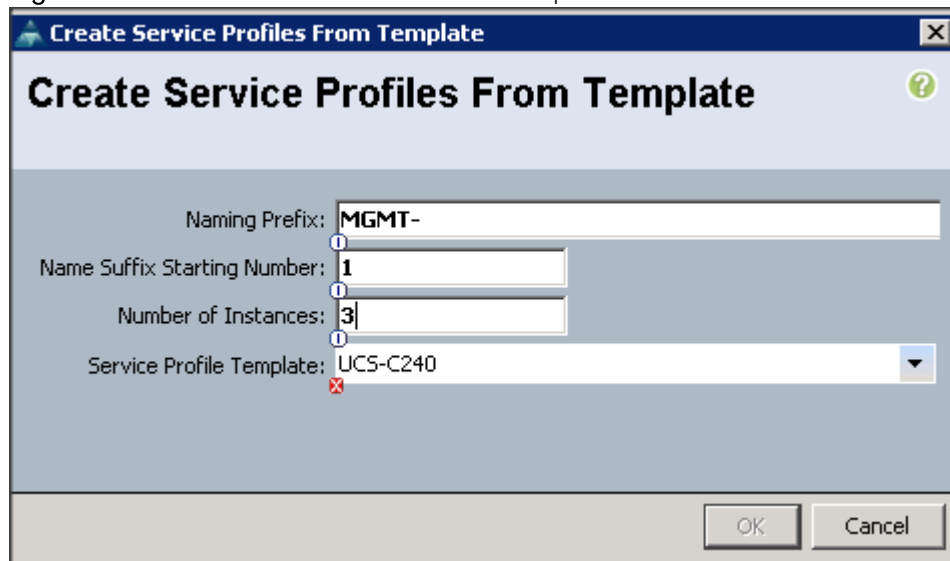 Create Service Profiles From Template
Create Service Profiles From Template
Naming Prefix: MGMT-
Name Suffix Starting Number: 1
Number of Instances: 3
Service Profile Template: UCS-C240
OK Cancel